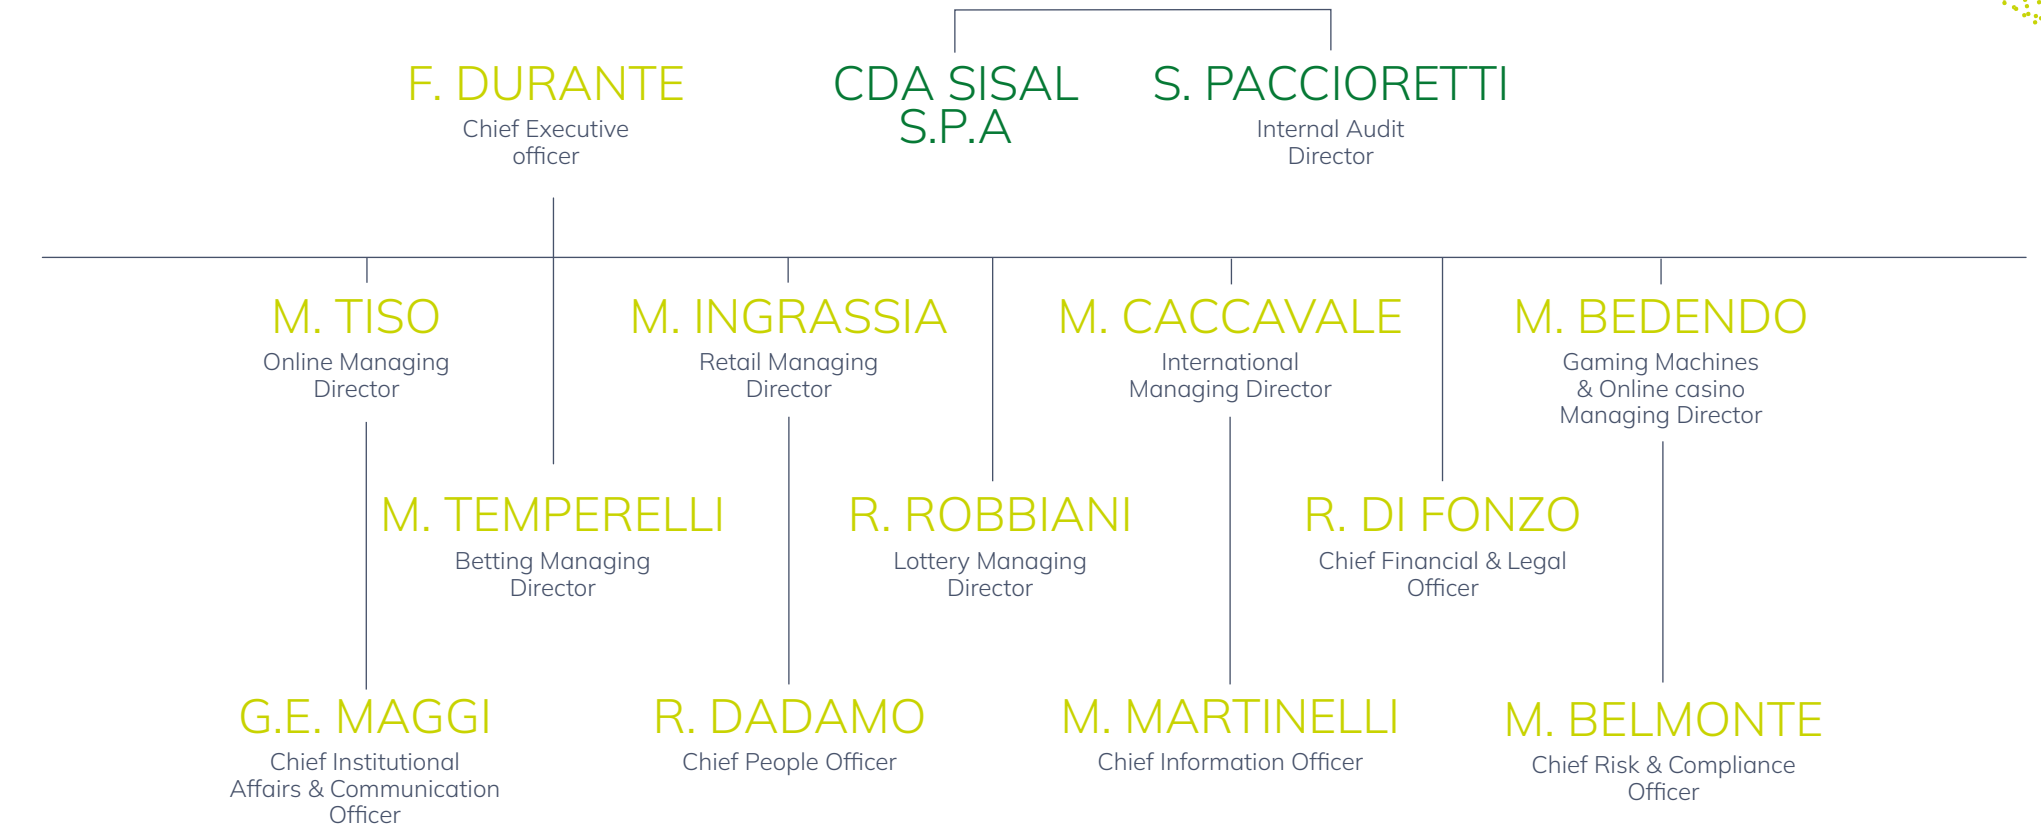 F. DURANTE
Chief Executive
officer
CDA SISAL
S.P.A
S. PACCIORETTI
Internal Audit
Director
M. TISO
Online Managing
Director
M. INGRASSIA
Retail Managing
Director
M. CACCAVALE
International
Managing Director
M. BEDENDO
Gaming Machines
& Online casino
Managing Director
M. TEMPERELLI
Betting Managing
Director
R. ROBBIANI
Lottery Managing
Director
R. DI FONZO
Chief Financial & Legal
Officer
G.E. MAGGI
Chief Institutional
Affairs & Communication
Officer
R. DADAMO
Chief People Officer
M. MARTINELLI
Chief Information Officer
M. BELMONTE
Chief Risk & Compliance
Officer